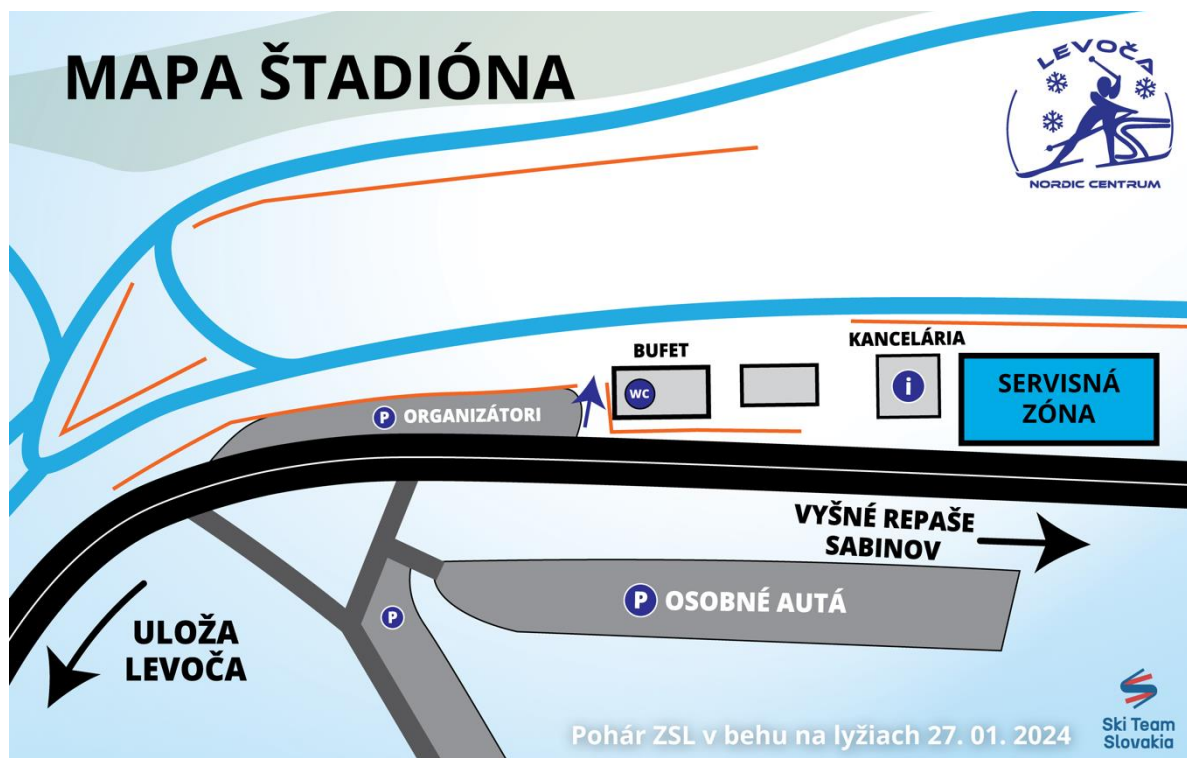 MAPA ŠTADIÓNA
LEVOČA
NORDIC CENTRUM
BUFET
WC
KANCELÁRIA
i
SERVISNÁ
ZÓNA
P ORGANIZÁTORI
VYŠNÉ REPAŠE
SABINOV
P OSOBNÉ AUTÁ
P
ULOŽA
LEVOČA
Pohár ZSL v behu na lyžiach 27. 01. 2024
Ski Team
Slovakia